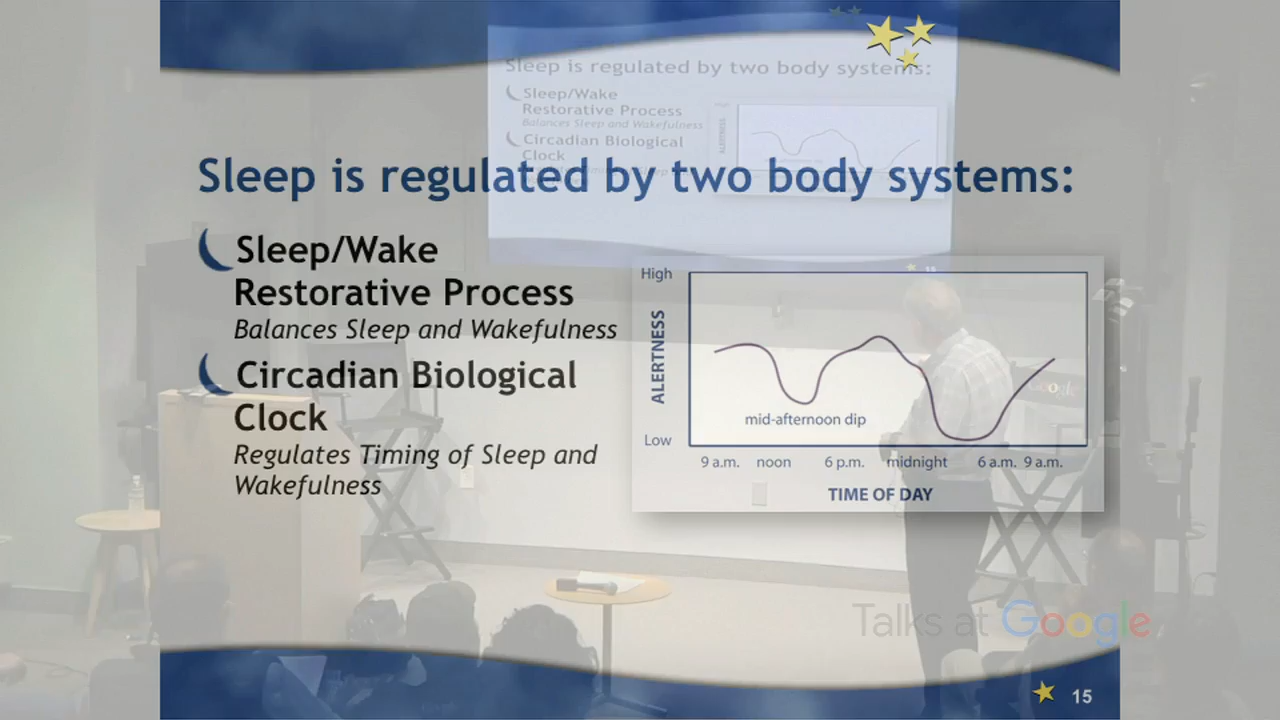 Sleep is regulated by two body systems:
Sleep/Wake
Restorative Process
Balances Sleep and Wakefulness
Circadian Biological
Clock
Sleep is regulated by two body systems:
Sleep/Wake
Restorative Process
Balances Sleep and Wakefulness
Circadian Biological
Clock
Regulates Timing of Sleep and
Wakefulness
High
ALERTNESS
Low
mid-afternoon dip
9 a.m. noon 6 p.m. midnight 6 a.m. 9 a.m.
TIME OF DAY
Google
Talks at Google
15